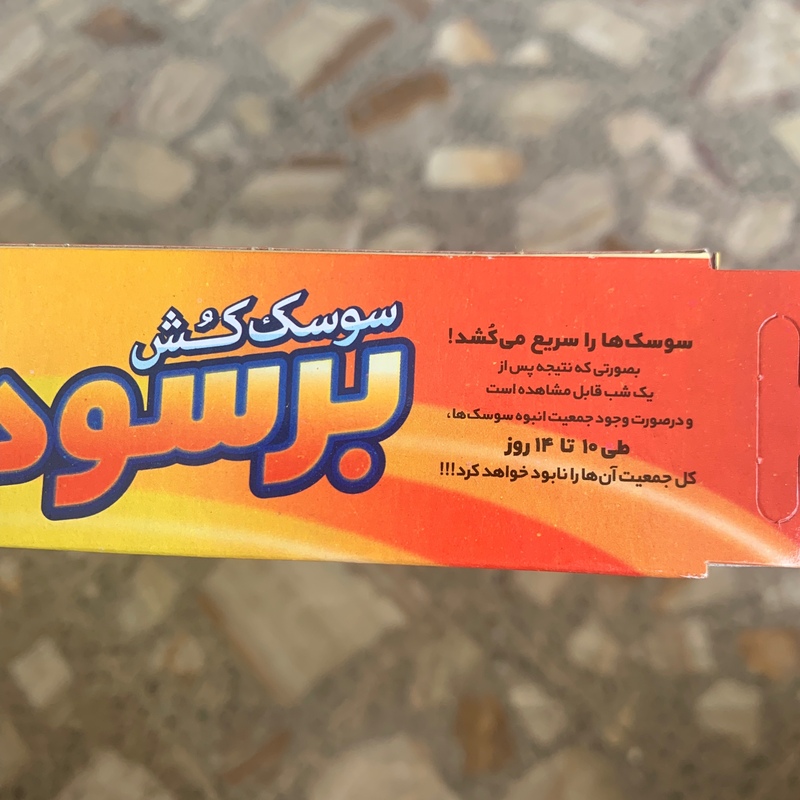 سوسک‌کُش
برسود
سوسک‌ها را سریع می‌کُشد!
بصورتی که نتیجه پس از
یک شب قابل مشاهده است
و درصورت وجود جمعیت انبوه سوسک‌ها،
طی ۱۰ تا ۱۴ روز
کل جمعیت آن‌ها را نابود خواهد کرد!!!